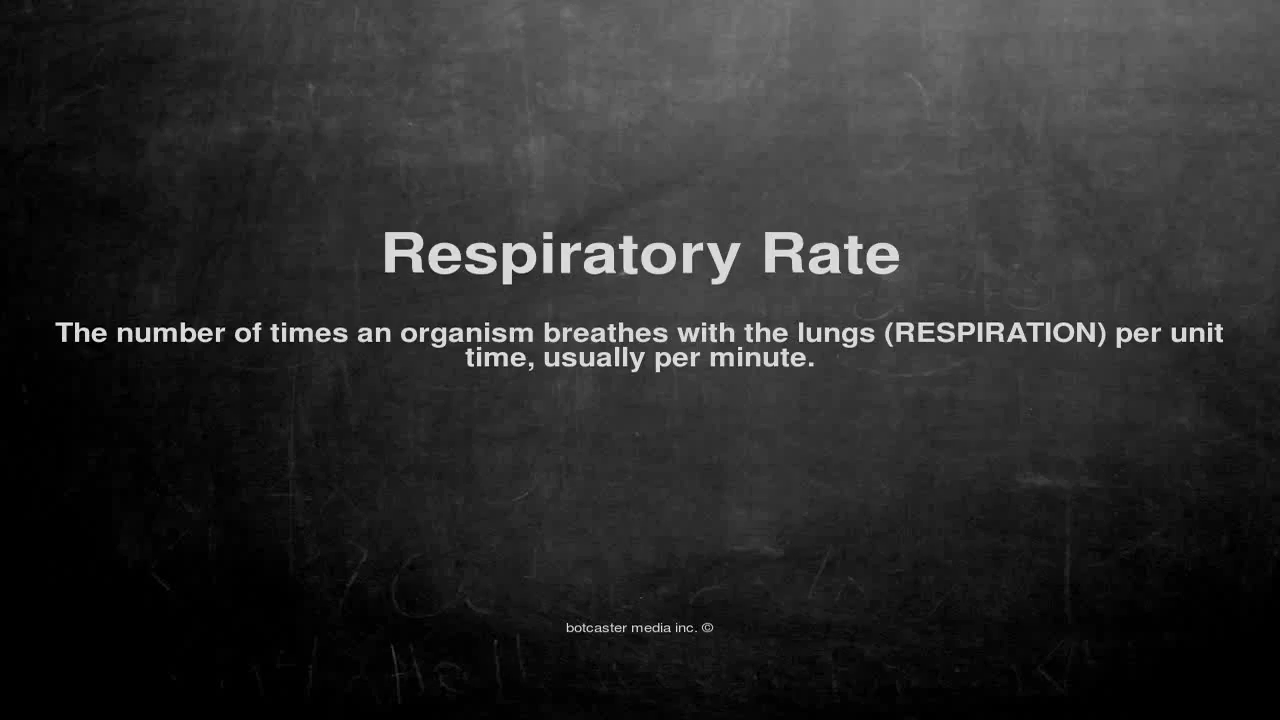 Respiratory Rate
The number of times an organism breathes with the lungs (RESPIRATION) per unit
time, usually per minute.
botcaster media inc. ©